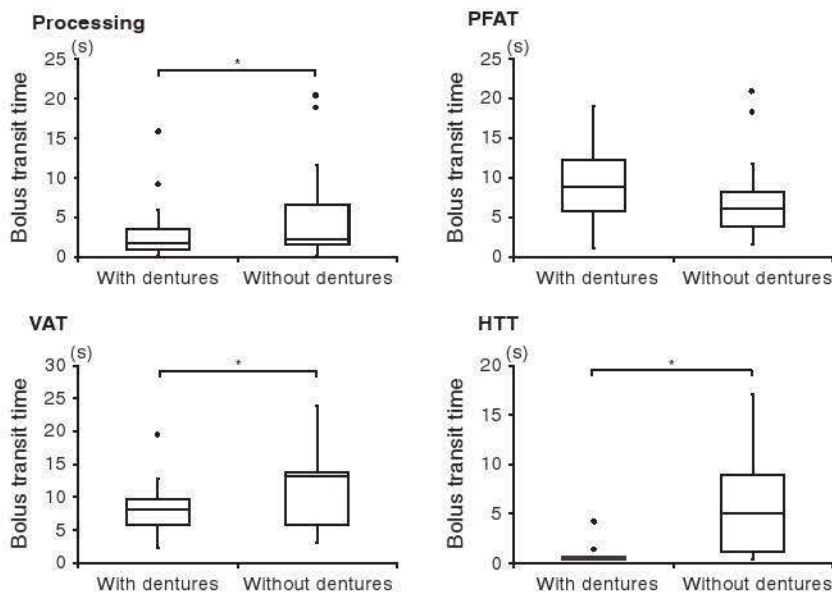 Processing
(s)
Bolus transit time
25
20
15
10
5
0
*
With dentures
Without dentures
PFAT
(s)
Bolus transit time
25
20
15
10
5
0
With dentures
Without dentures
VAT
(s)
Bolus transit time
30
25
20
15
10
5
0
*
With dentures
Without dentures
HTT
(s)
Bolus transit time
20
15
10
5
0
*
With dentures
Without dentures